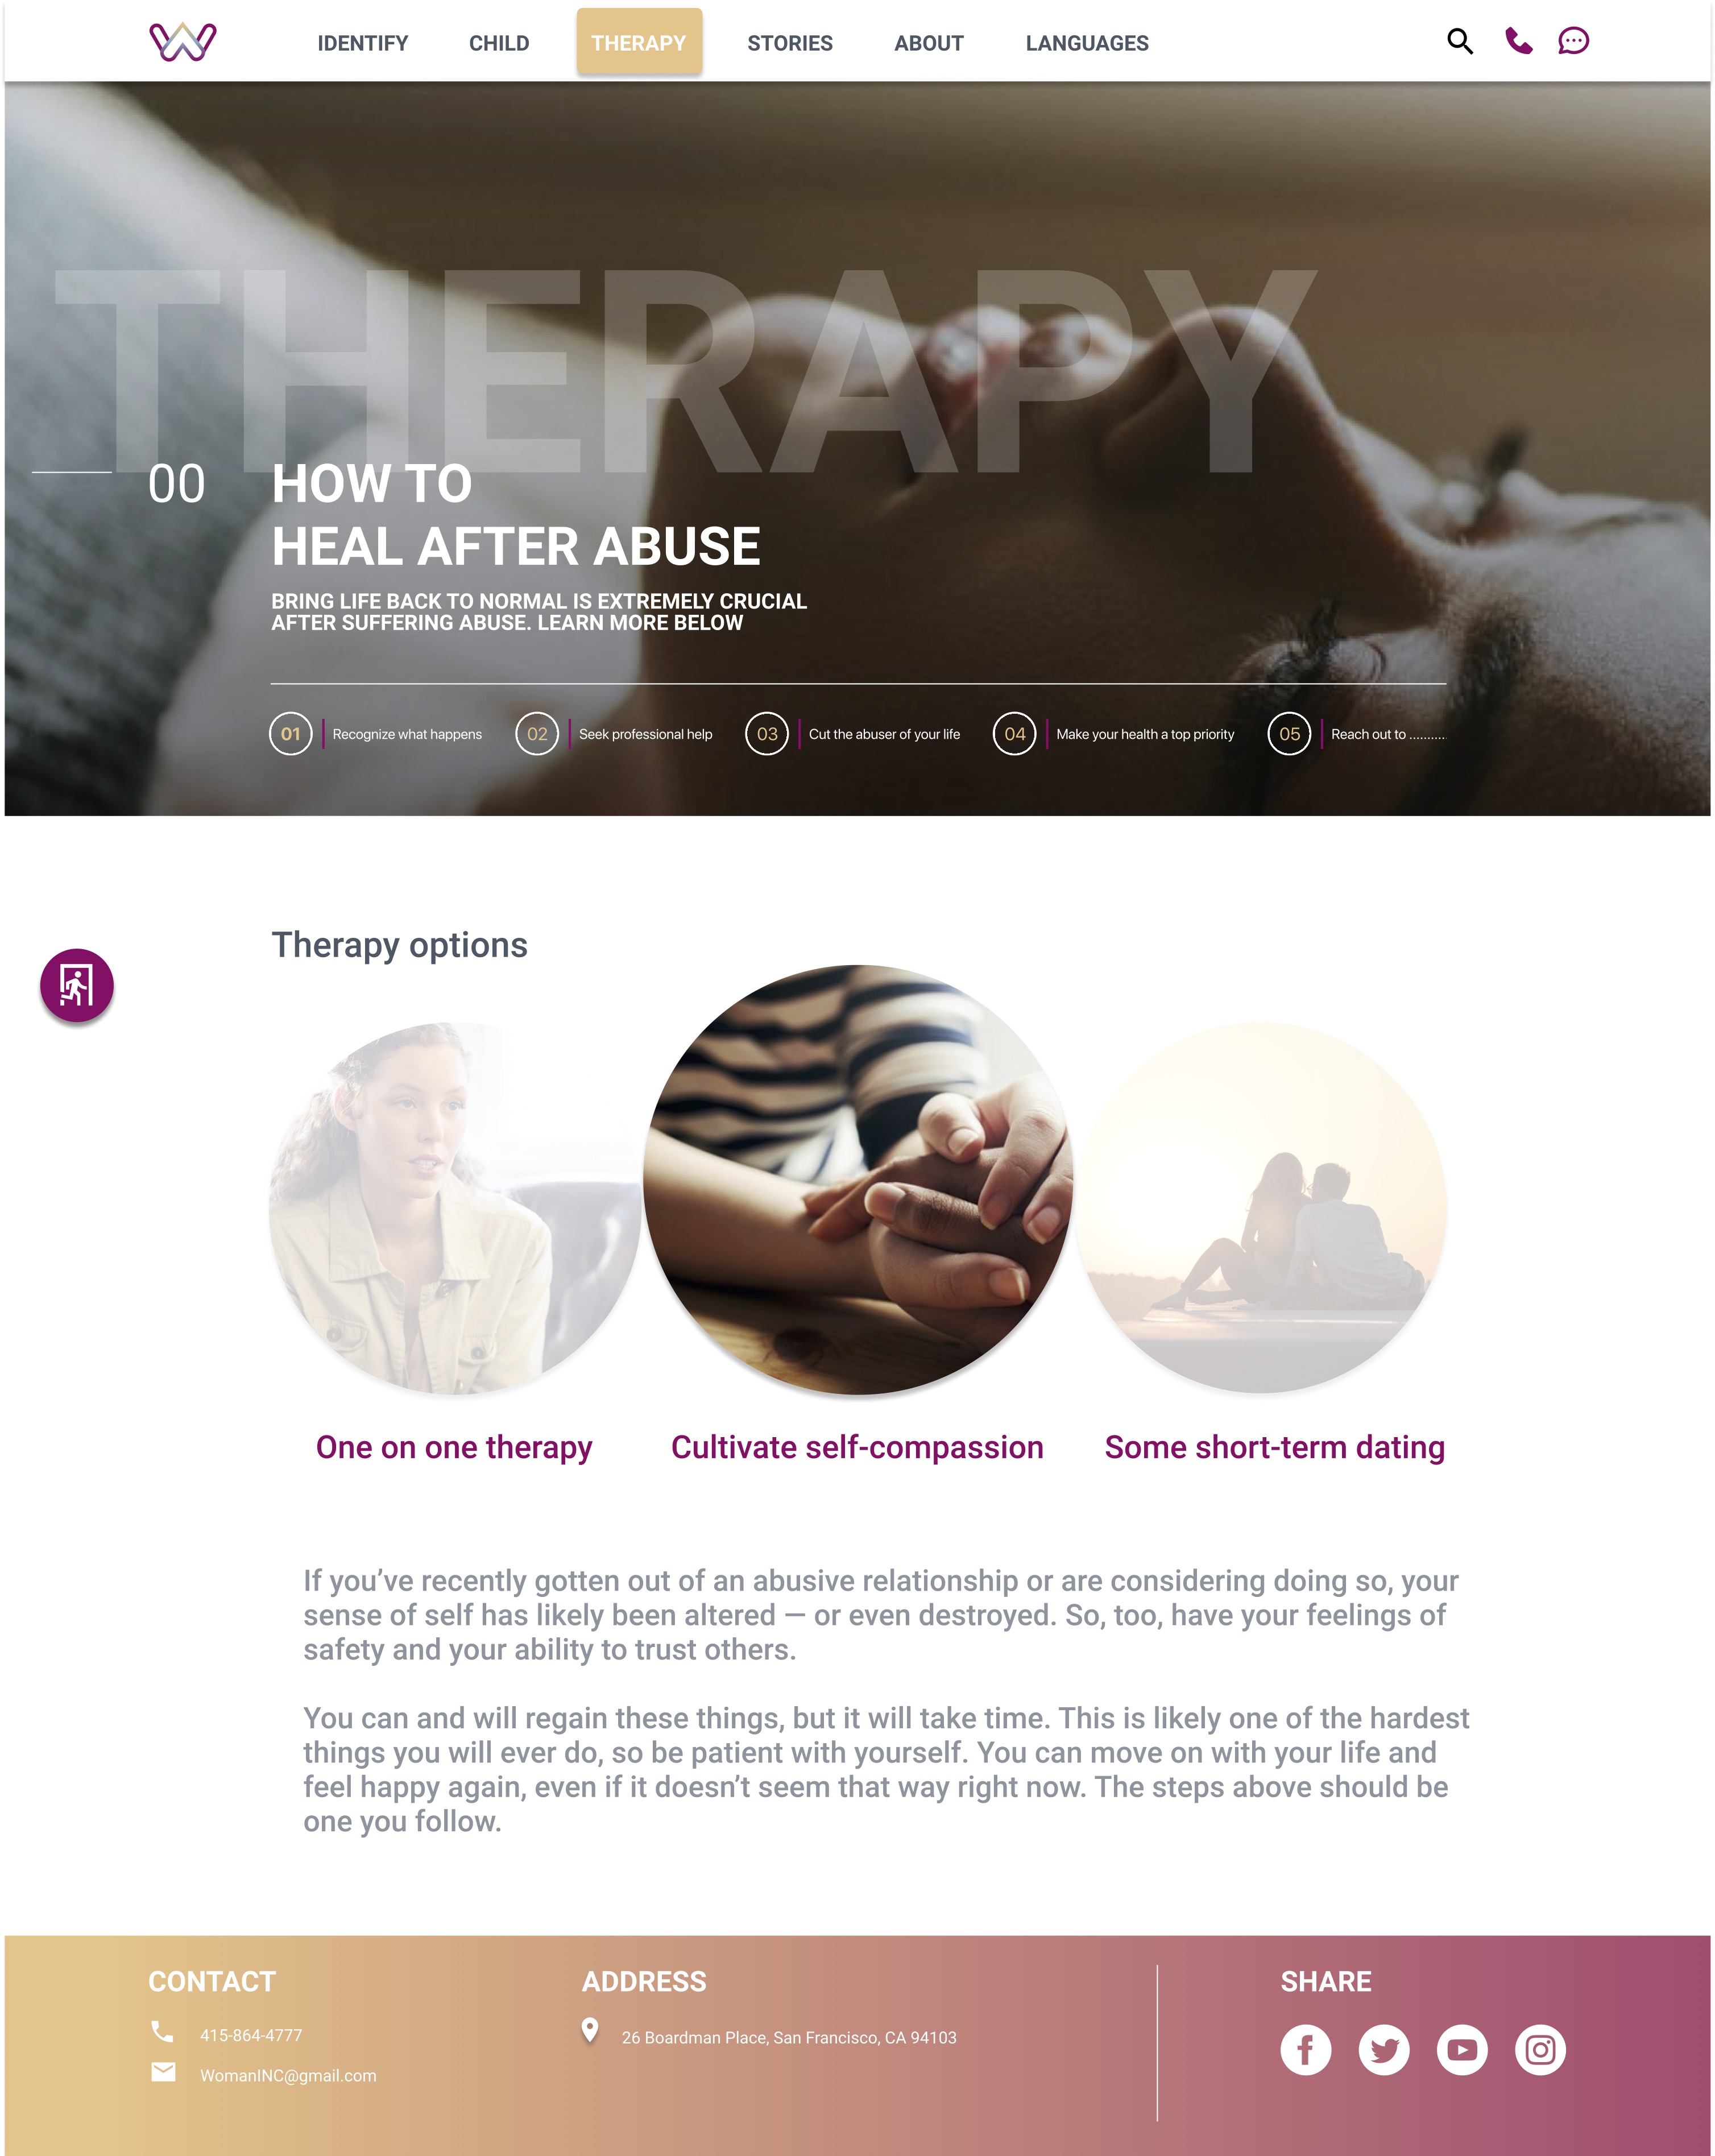 IDENTIFY CHILD THERAPY STORIES ABOUT LANGUAGES
THERAPY
00
HOW TO
HEAL AFTER ABUSE
BRING LIFE BACK TO NORMAL IS EXTREMELY CRUCIAL
AFTER SUFFERING ABUSE. LEARN MORE BELOW
01 Recognize what happens 02 Seek professional help 03 Cut the abuser of your life 04 Make your health a top priority 05 Reach out to ..........
Therapy options
One on one therapy Cultivate self-compassion Some short-term dating
If you’ve recently gotten out of an abusive relationship or are considering doing so, your
sense of self has likely been altered — or even destroyed. So, too, have your feelings of
safety and your ability to trust others.
You can and will regain these things, but it will take time. This is likely one of the hardest
things you will ever do, so be patient with yourself. You can move on with your life and
feel happy again, even if it doesn’t seem that way right now. The steps above should be
one you follow.
CONTACT
415-864-4777
WomanINC@gmail.com
ADDRESS
26 Boardman Place, San Francisco, CA 94103
SHARE